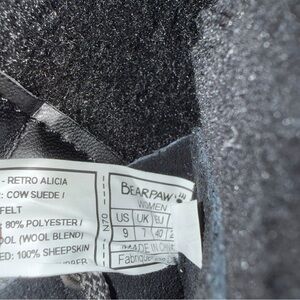 - RETRO ALICIA
: COW SUEDE /
FELT
: 80% POLYESTER /
OOL (WOOL BLEND)
ED: 100% SHEEPSKIN
N70
BEARPAW
WOMEN
US UK EU
9 7 40
MADE IN CHINA
Fabriqué